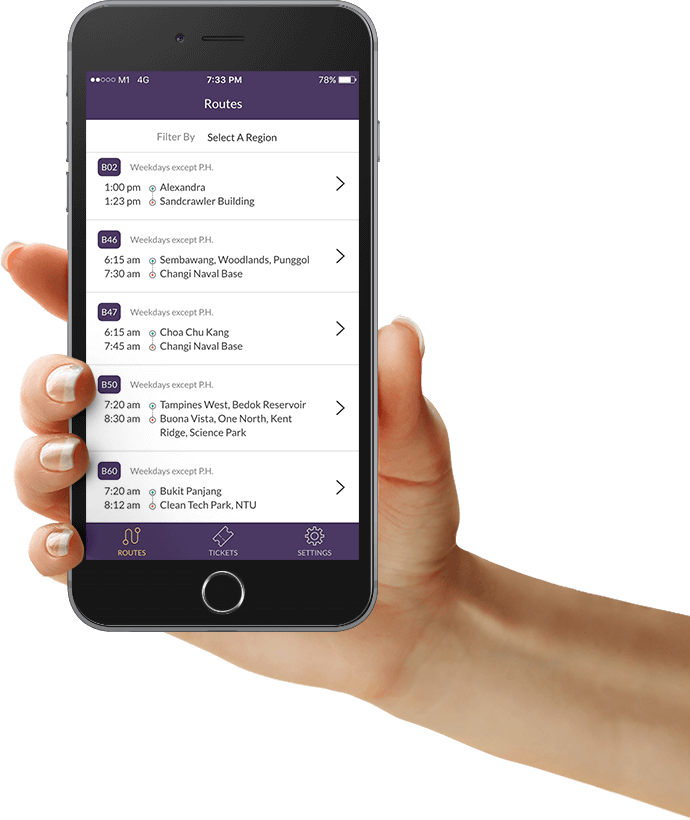 M1 4G 7:33 PM 78%
Routes
Filter By Select A Region
B02 Weekdays except P.H.
1:00 pm Alexandra
1:23 pm Sandcrawler Building
B46 Weekdays except P.H.
6:15 am Sembawang, Woodlands, Punggol
7:30 am Changi Naval Base
B47 Weekdays except P.H.
6:15 am Choa Chu Kang
7:45 am Changi Naval Base
B50 Weekdays except P.H.
7:20 am Tampines West, Bedok Reservoir
8:30 am Buona Vista, One North, Kent
Ridge, Science Park
B60 Weekdays except P.H.
7:20 am Bukit Panjang
8:12 am Clean Tech Park, NTU
ROUTES TICKETS SETTINGS